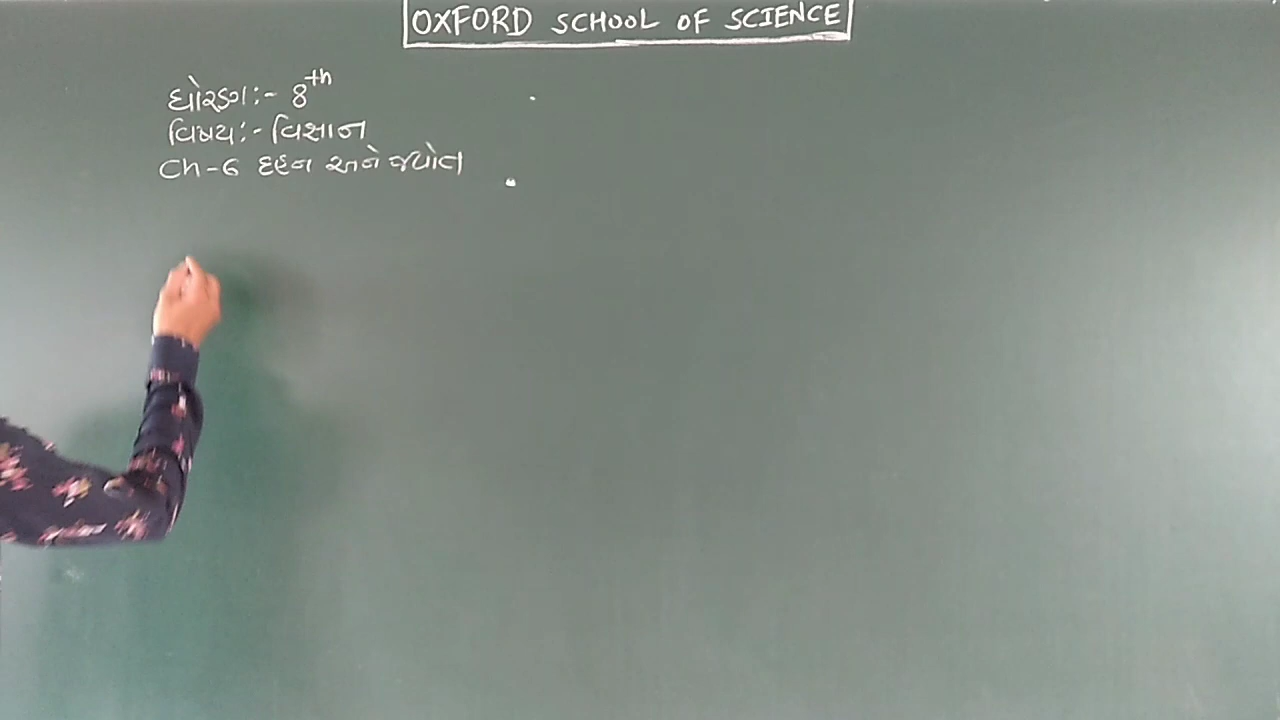 OXFORD SCHOOL OF SCIENCE
ધોરણ:- 8th
વિષય:- વિજ્ઞાન
Ch-6 દહન અને જ્યોત